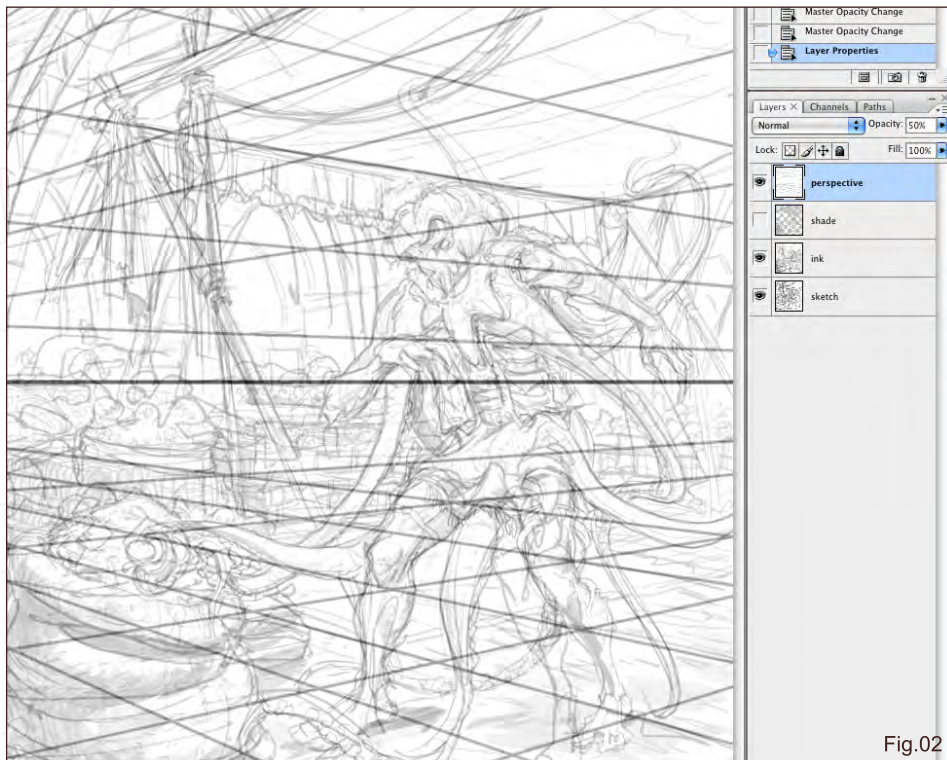 Master Opacity Change
Master Opacity Change
Layer Properties
Layers × Channels Paths
Normal Opacity: 50%
Lock: Fill: 100%
perspective
shade
ink
sketch
Fig.02